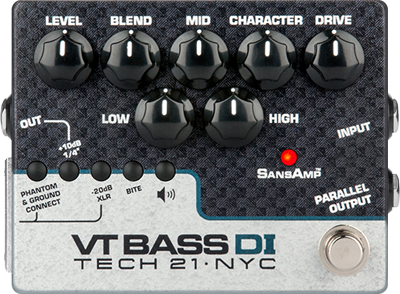 LEVEL BLEND MID CHARACTER DRIVE
LOW HIGH
OUT
+10dB
1/4"
INPUT
SANSAMP™
PHANTOM
& GROUND
CONNECT
-20dB
XLR
BITE
PARALLEL
OUTPUT
VT BASS DI
TECH 21·NYC